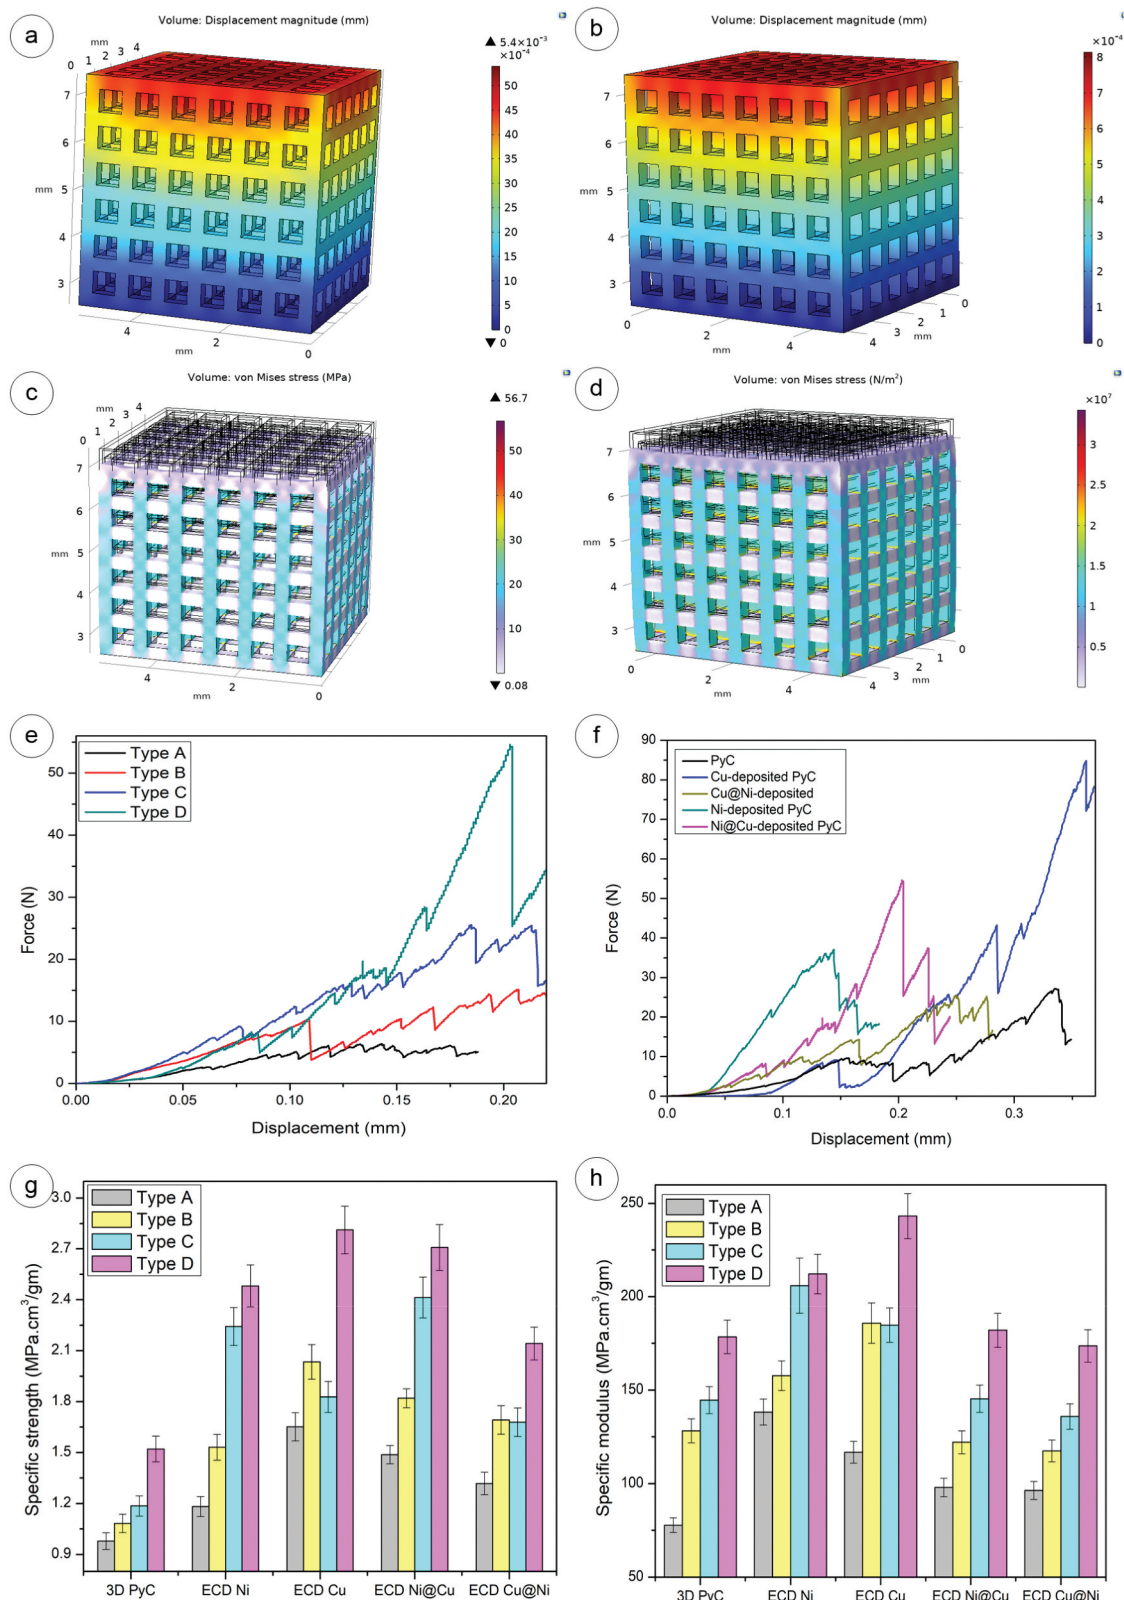 a
Volume: Displacement magnitude (mm)
mm
0 1 2 3 4
▲ 5.4×10⁻³
×10⁻⁴
50
45
40
35
30
25
20
15
10
5
0
▼ 0
7
6
5
4
3
mm
4
2
0
mm
b
Volume: Displacement magnitude (mm)
×10⁻⁴
8
7
6
5
4
3
2
1
0
7
6
5
4
3
mm
0
2
4
mm
4
3
2
1
0
mm
c
Volume: von Mises stress (MPa)
mm
0 1 2 3 4
▲ 56.7
50
40
30
20
10
▼ 0.08
7
6
5
4
3
mm
4
2
0
mm
d
Volume: von Mises stress (N/m²)
×10⁷
3
2.5
2
1.5
1
0.5
7
6
5
4
3
mm
0
2
4
mm
4
3
2
1
0
mm
e
Type A
Type B
Type C
Type D
50
40
30
20
10
0
Force (N)
0.00 0.05 0.10 0.15 0.20
Displacement (mm)
f
PyC
Cu-deposited PyC
Cu@Ni-deposited
Ni-deposited PyC
Ni@Cu-deposited PyC
90
80
70
60
50
40
30
20
10
0
Force (N)
0.0 0.1 0.2 0.3
Displacement (mm)
g
Type A
Type B
Type C
Type D
3.0
2.7
2.4
2.1
1.8
1.5
1.2
0.9
Specific strength (MPa.cm³/gm)
3D PyC ECD Ni ECD Cu ECD Ni@Cu ECD Cu@Ni
h
Type A
Type B
Type C
Type D
250
200
150
100
50
Specific modulus (MPa.cm³/gm)
3D PyC ECD Ni ECD Cu ECD Ni@Cu ECD Cu@Ni